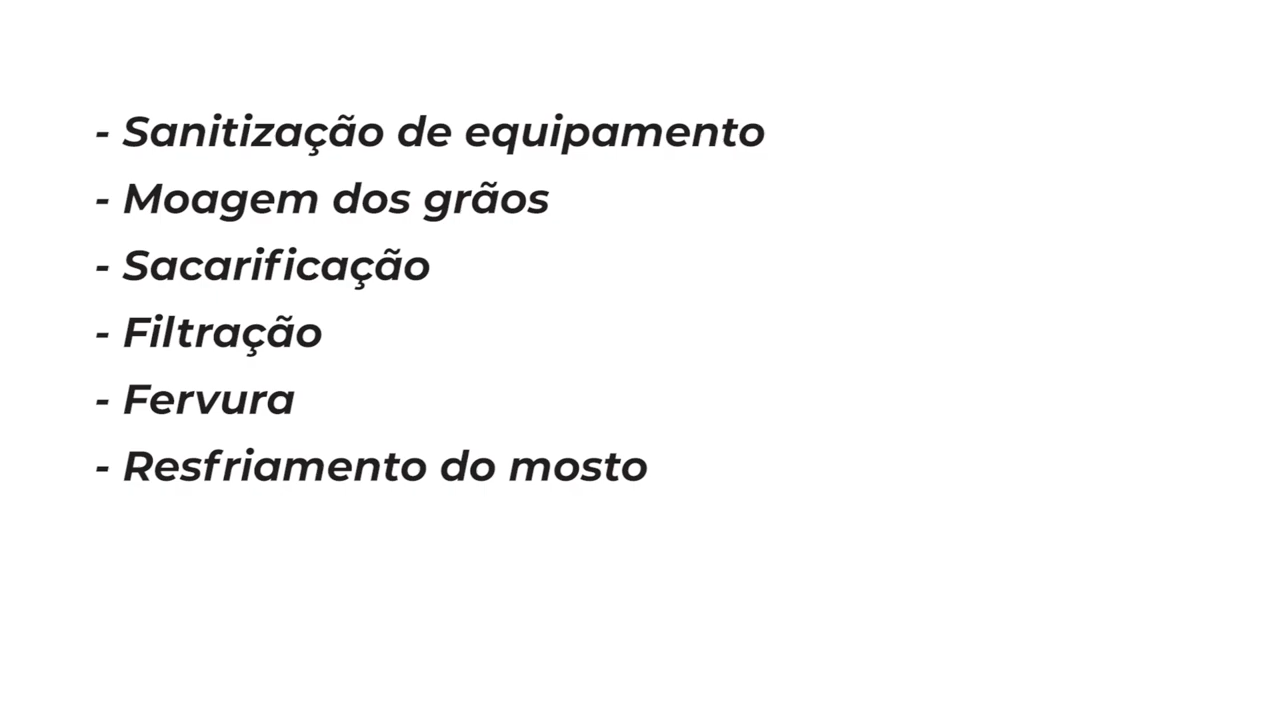 - Sanitização de equipamento
- Moagem dos grãos
- Sacarificação
- Filtração
- Fervura
- Resfriamento do mosto